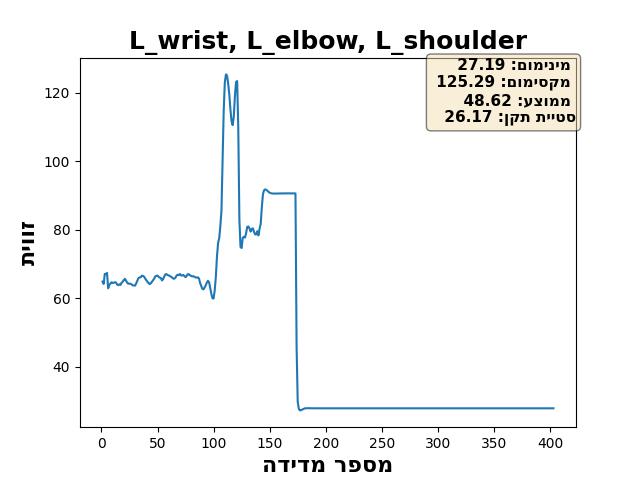 L_wrist, L_elbow, L_shoulder
מינימום: 27.19
מקסימום: 125.29
ממוצע: 48.62
סטיית תקן: 26.17
זווית
120
100
80
60
40
0 50 100 150 200 250 300 350 400
מספר מדידה